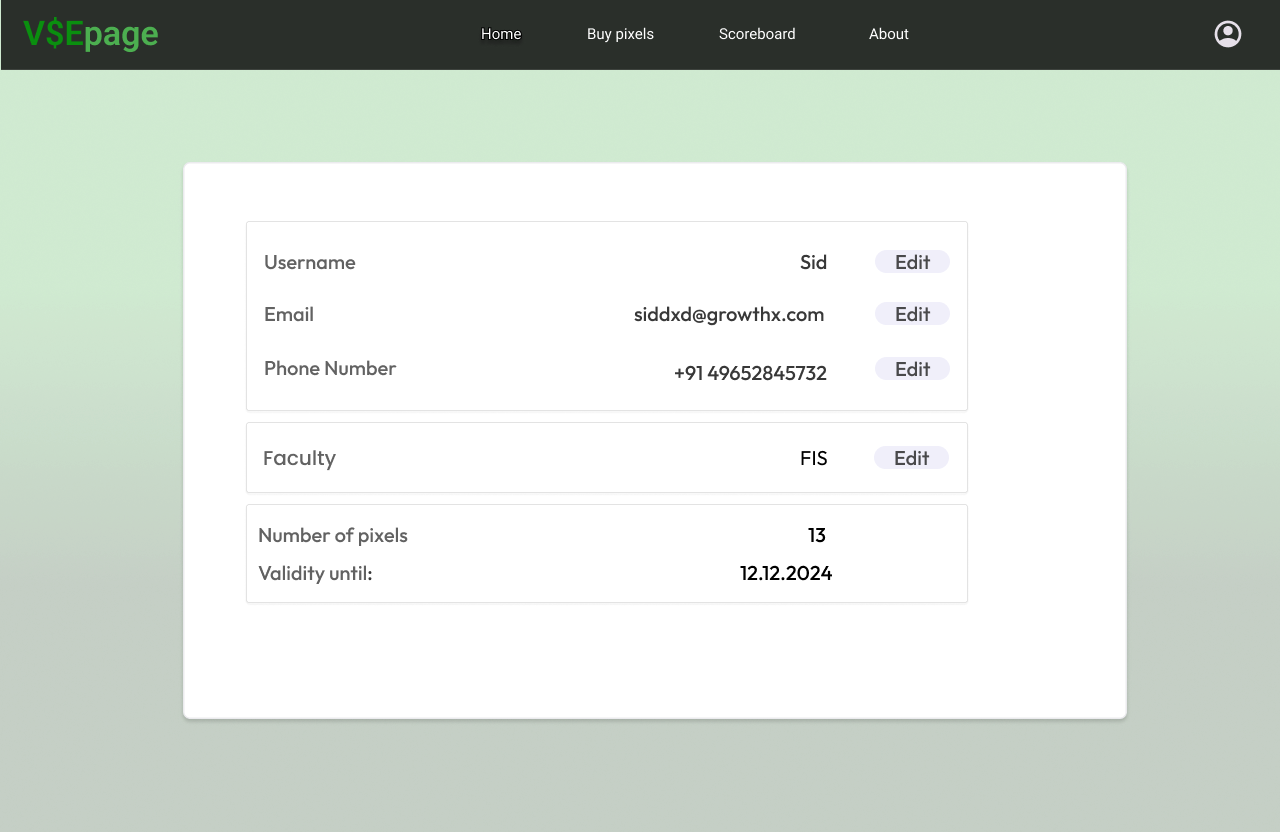 V$Epage Home Buy pixels Scoreboard About
Username Sid Edit
Email siddxd@growthx.com Edit
Phone Number +91 49652845732 Edit
Faculty FIS Edit
Number of pixels 13
Validity until: 12.12.2024